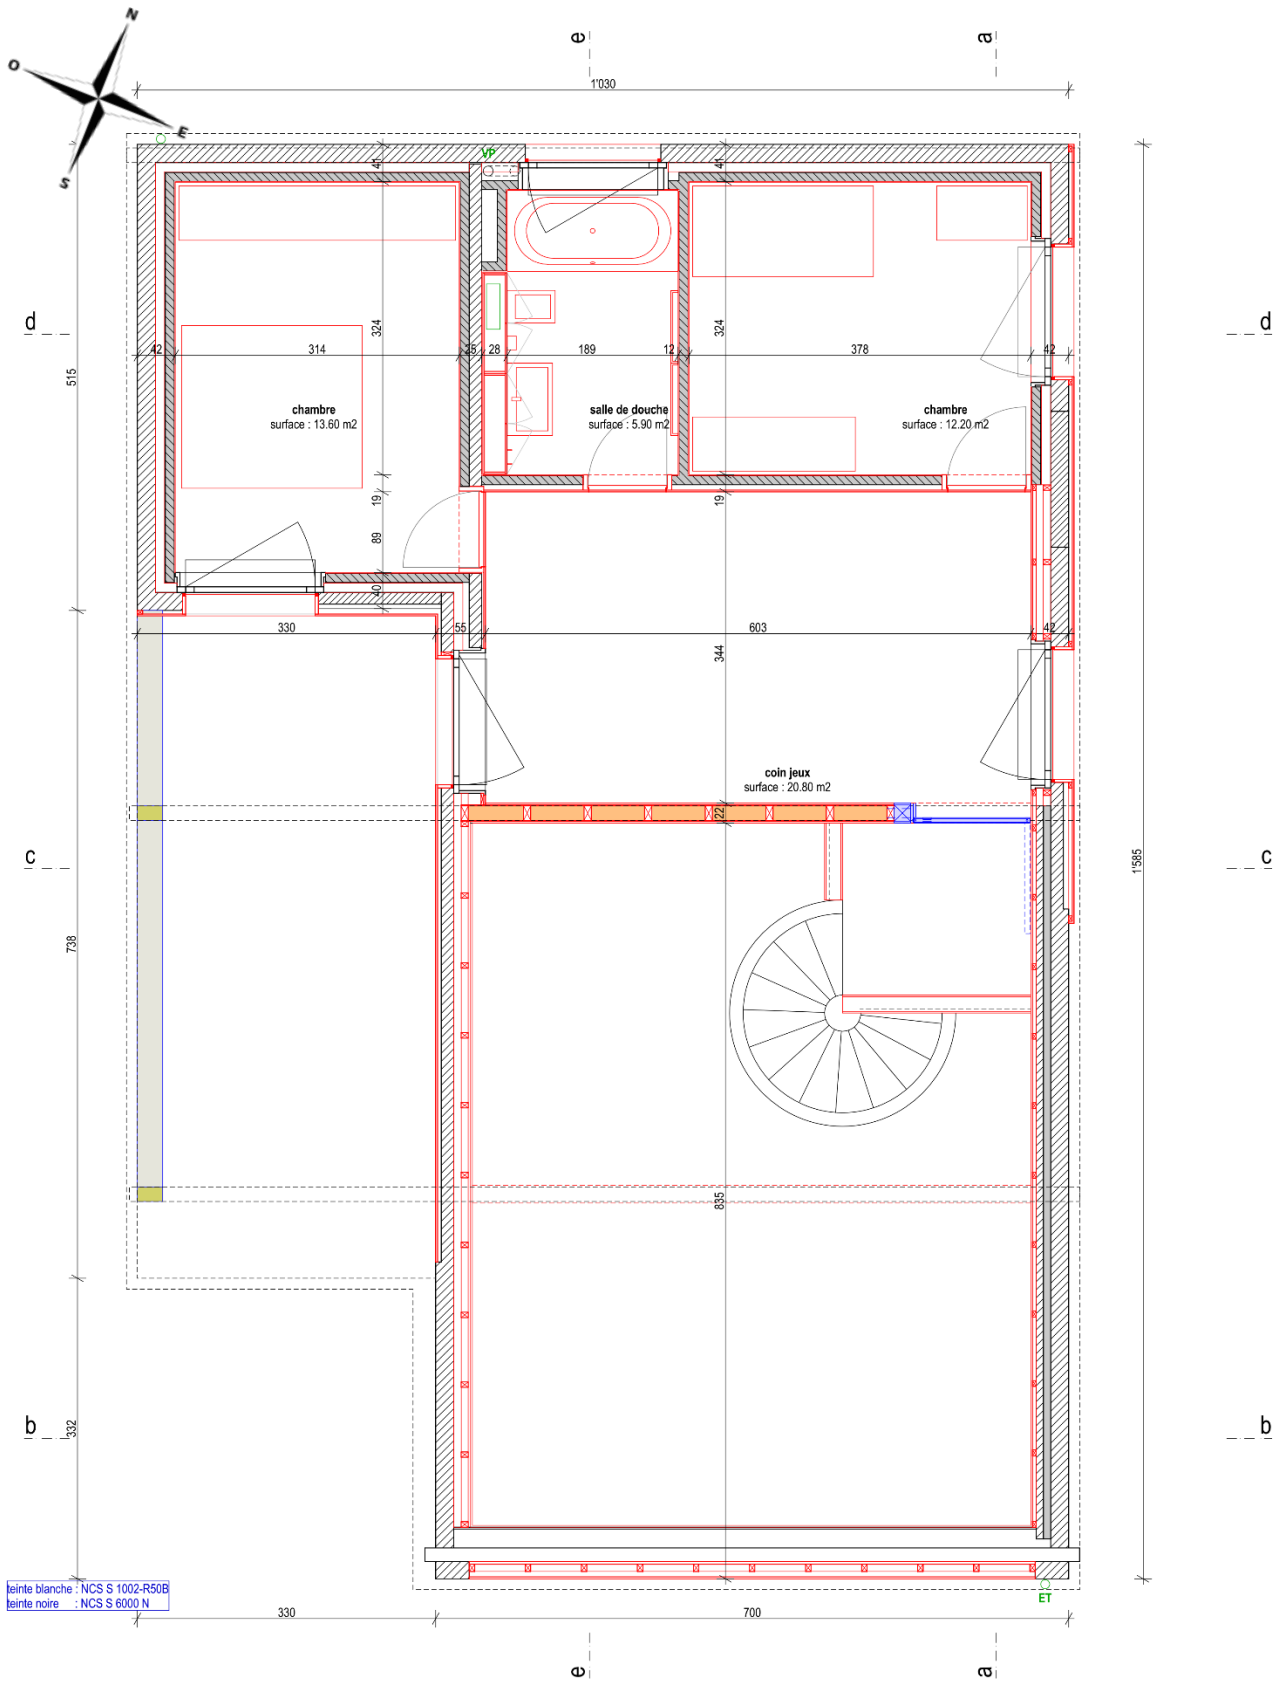 N
O
E
S
e
a
1'030
VP
41
41
d
d
515
324
324
42
314
25
28
189
12
378
42
chambre
surface : 13.60 m2
salle de douche
surface : 5.90 m2
chambre
surface : 12.20 m2
19
19
89
40
330
55
603
42
344
coin jeux
surface : 20.80 m2
22
c
c
1'585
738
835
b
b
332
teinte blanche : NCS S 1002-R50B
teinte noire : NCS S 6000 N
ET
330
700
e
a